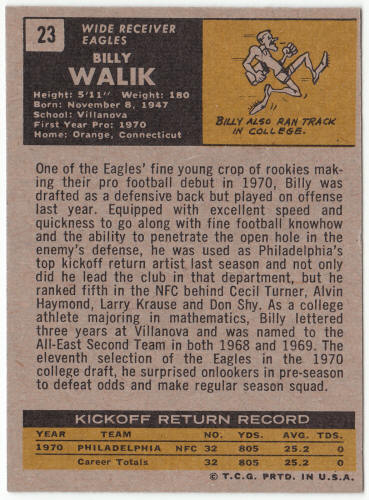 23
WIDE RECEIVER
EAGLES
BILLY
WALIK
Height: 5'11" Weight: 180
Born: November 8, 1947
School: Villanova
First Year Pro: 1970
Home: Orange, Connecticut
BILLY ALSO RAN TRACK
IN COLLEGE.
One of the Eagles' fine young crop of rookies mak-
ing their pro football debut in 1970, Billy was
drafted as a defensive back but played on offense
last year. Equipped with excellent speed and
quickness to go along with fine football knowhow
and the ability to penetrate the open hole in the
enemy's defense, he was used as Philadelphia's
top kickoff return artist last season and not only
did he lead the club in that department, but he
ranked fifth in the NFC behind Cecil Turner, Alvin
Haymond, Larry Krause and Don Shy. As a college
athlete majoring in mathematics, Billy lettered
three years at Villanova and was named to the
All-East Second Team in both 1968 and 1969. The
eleventh selection of the Eagles in the 1970
college draft, he surprised onlookers in pre-season
to defeat odds and make regular season squad.
KICKOFF RETURN RECORD
YEAR TEAM NO. YDS. AVG. TDS.
1970 PHILADELPHIA NFC 32 805 25.2 0
Career Totals 32 805 25.2 0
© T.C.G. PRTD. IN U.S.A.